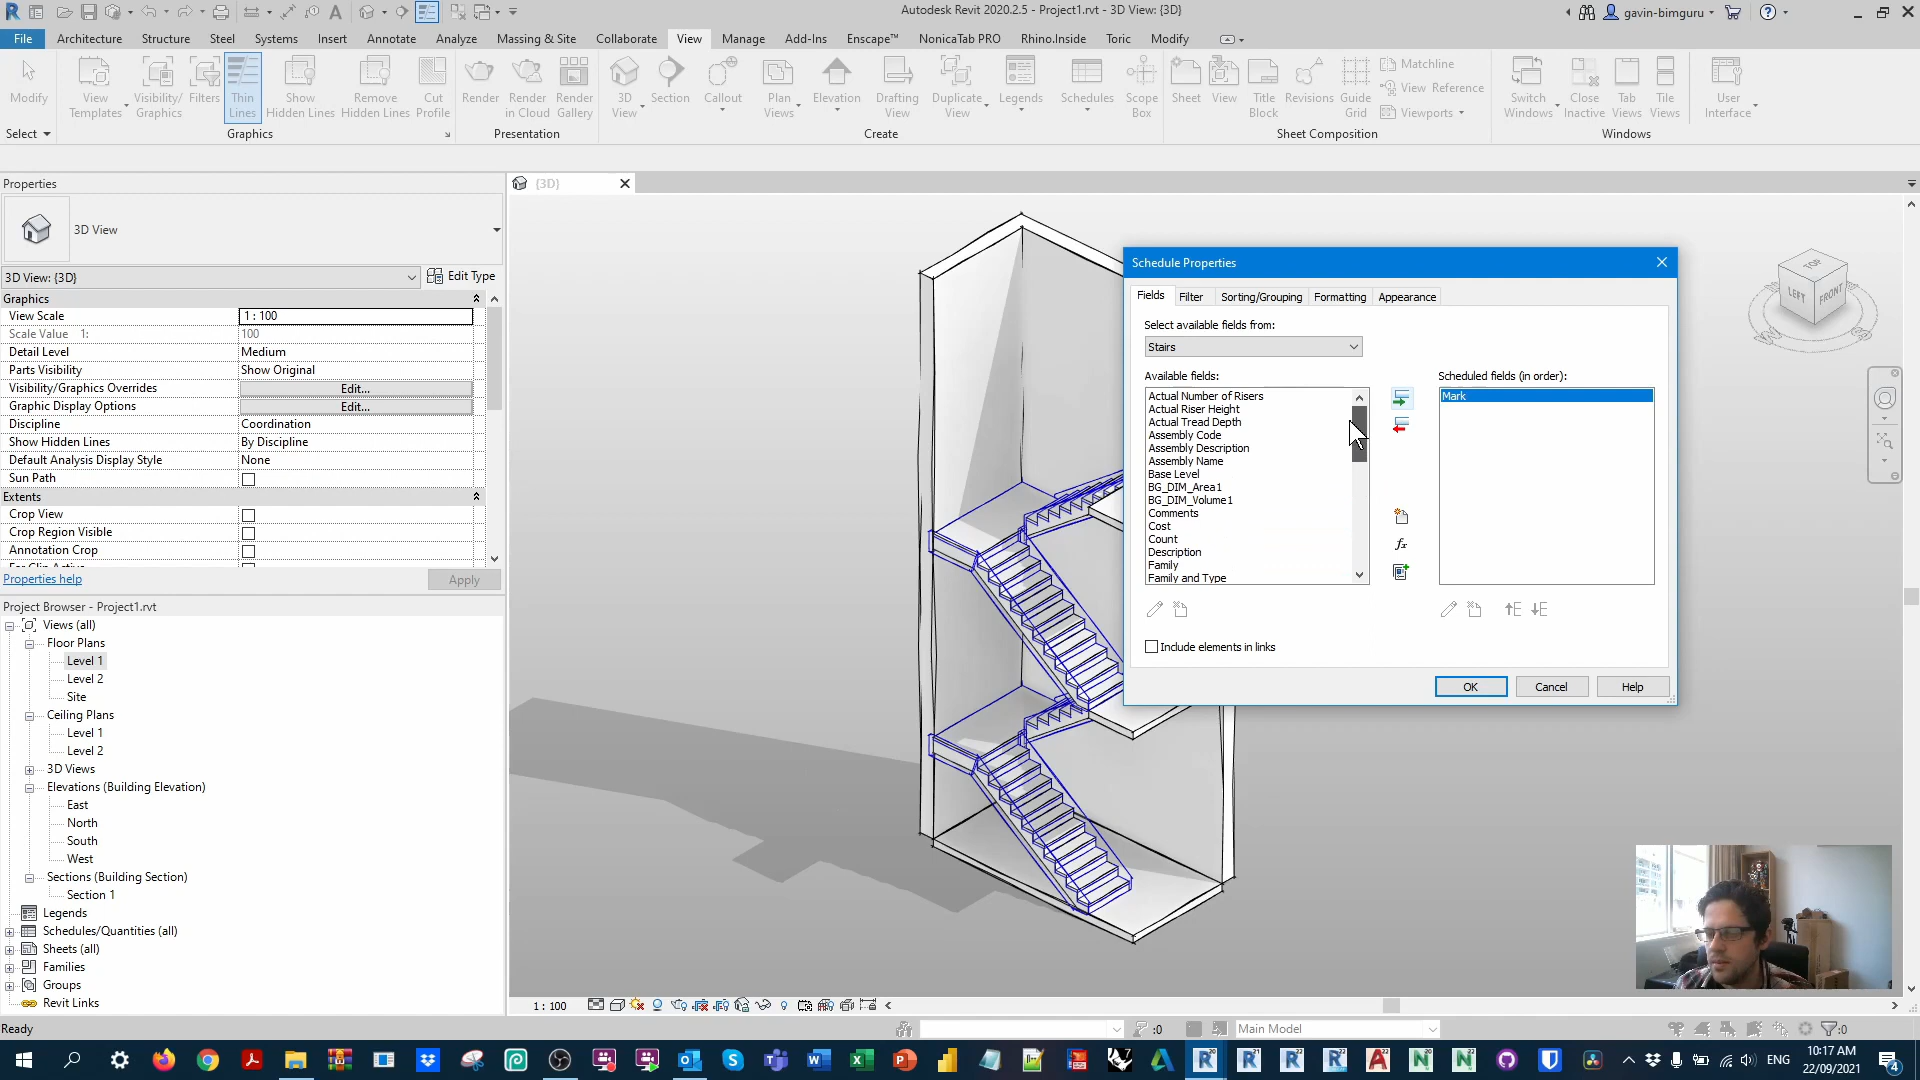 Autodesk Revit 2020.2.5 - Project1.rvt - 3D View: {3D}
gavin-bimguru
File Architecture Structure Steel Systems Insert Annotate Analyze Massing & Site Collaborate View Manage Add-Ins Enscape™ NonicaTab PRO Rhino.Inside Toric Modify
Modify
View Templates
Visibility/ Graphics
Filters
Thin Lines
Show Hidden Lines
Remove Hidden Lines
Cut Profile
Render
Render in Cloud
Render Gallery
3D View
Section
Callout
Plan Views
Elevation
Drafting View
Duplicate View
Legends
Schedules
Scope Box
Sheet
View
Title Block
Revisions
Guide Grid
Matchline
View Reference
Viewports
Switch Windows
Close Inactive
Tab Views
Tile Views
User Interface
Select
Graphics
Presentation
Create
Sheet Composition
Windows
Properties
{3D}
3D View
3D View: {3D}
Edit Type
Graphics
View Scale 1 : 100
Scale Value 1: 100
Detail Level Medium
Parts Visibility Show Original
Visibility/Graphics Overrides Edit...
Graphic Display Options Edit...
Discipline Coordination
Show Hidden Lines By Discipline
Default Analysis Display Style None
Sun Path
Extents
Crop View
Crop Region Visible
Annotation Crop
Far Clip Active
Properties help
Apply
Project Browser - Project1.rvt
Views (all)
Floor Plans
Level 1
Level 2
Site
Ceiling Plans
Level 1
Level 2
3D Views
Elevations (Building Elevation)
East
North
South
West
Sections (Building Section)
Section 1
Legends
Schedules/Quantities (all)
Sheets (all)
Families
Groups
Revit Links
Schedule Properties
Fields Filter Sorting/Grouping Formatting Appearance
Select available fields from:
Stairs
Available fields:
Actual Number of Risers
Actual Riser Height
Actual Tread Depth
Assembly Code
Assembly Description
Assembly Name
Base Level
BG_DIM_Area1
BG_DIM_Volume1
Comments
Cost
Count
Description
Family
Family and Type
Scheduled fields (in order):
Mark
fx
Include elements in links
OK Cancel Help
TOP
LEFT
FRONT
1 : 100
Ready
:0
Main Model
:0
ENG
10:17 AM
22/09/2021
4